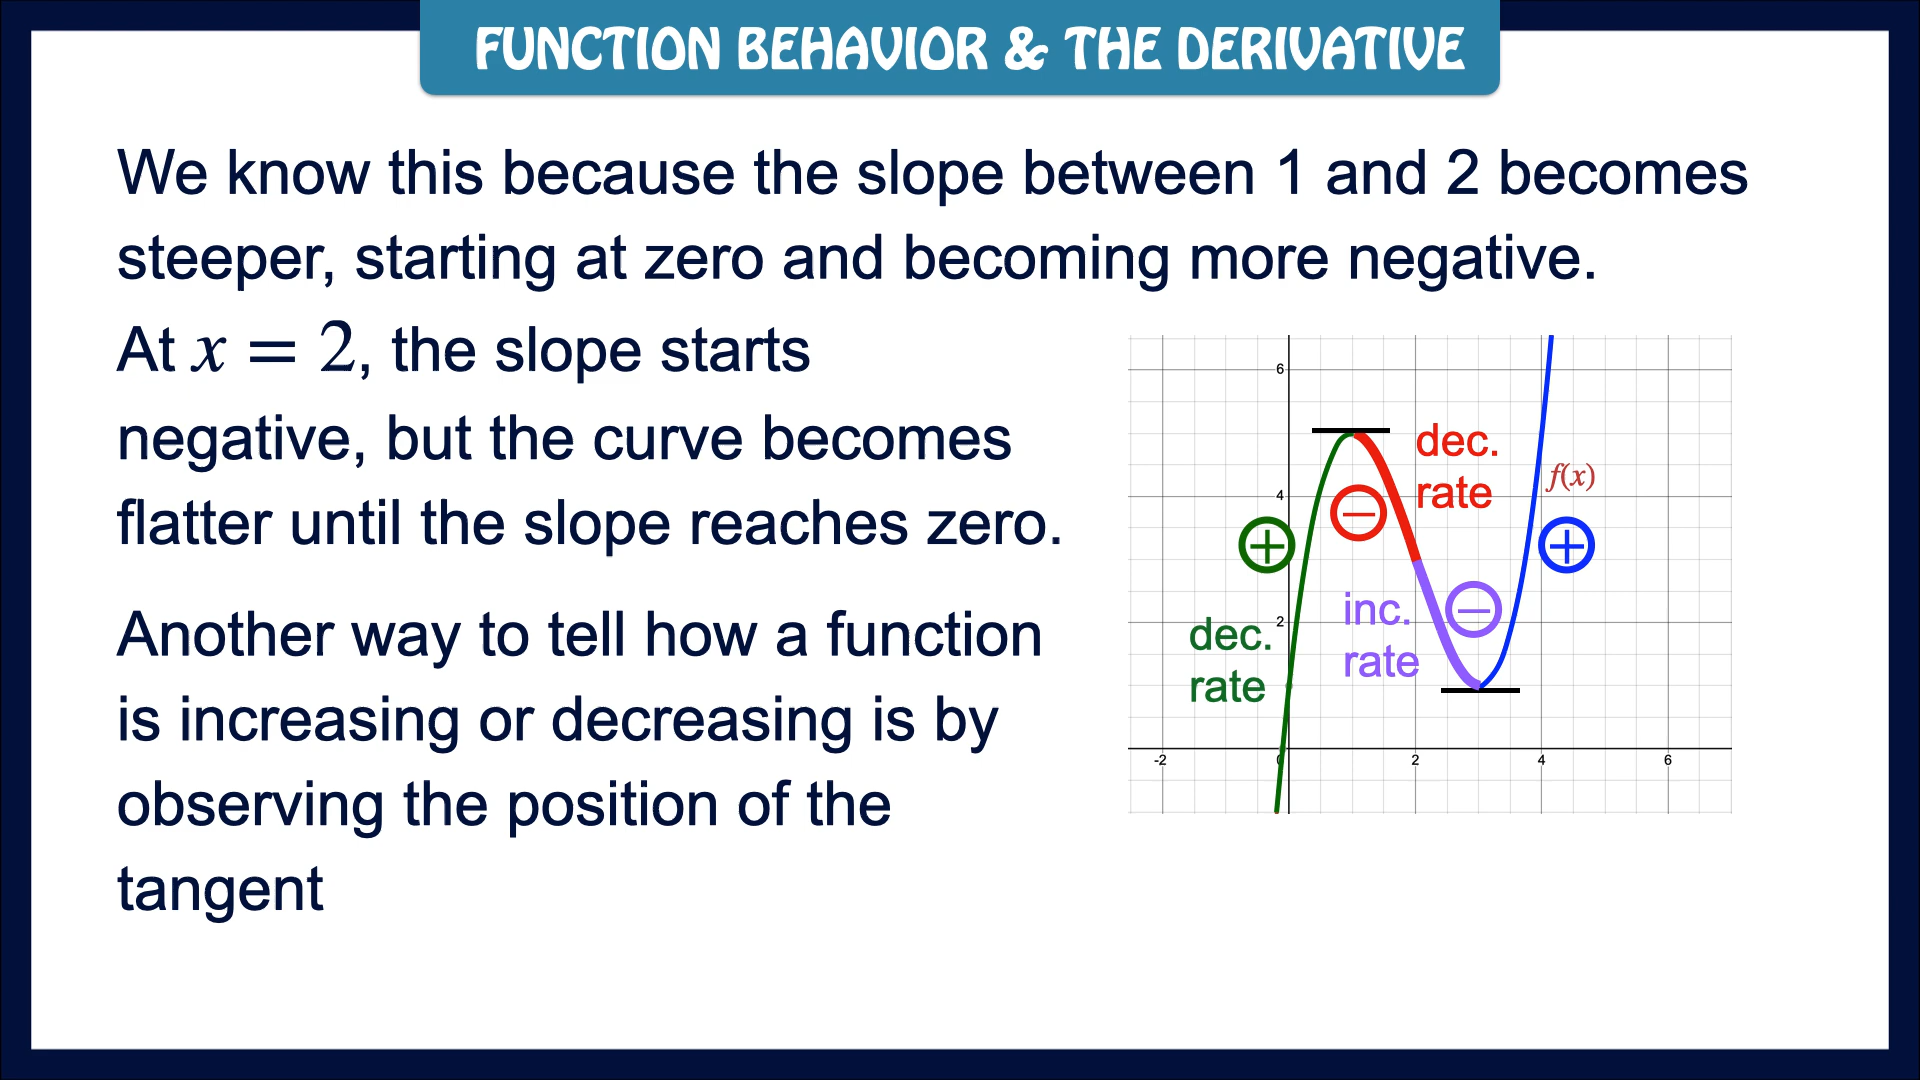 FUNCTION BEHAVIOR & THE DERIVATIVE
We know this because the slope between 1 and 2 becomes
steeper, starting at zero and becoming more negative.
At x = 2, the slope starts
negative, but the curve becomes
flatter until the slope reaches zero.
Another way to tell how a function
is increasing or decreasing is by
observing the position of the
tangent
6
dec.
rate
f(x)
4
inc.
rate
dec.
rate
2
-2
0
2
4
6